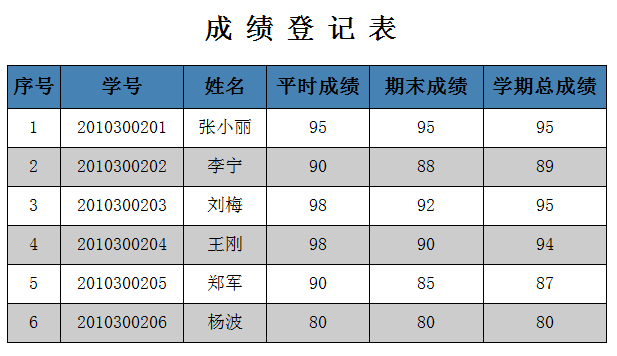 成 绩 登 记 表
序号 学号 姓名 平时成绩 期末成绩 学期总成绩
1 2010300201 张小丽 95 95 95
2 2010300202 李宁 90 88 89
3 2010300203 刘梅 98 92 95
4 2010300204 王刚 98 90 94
5 2010300205 郑军 90 85 87
6 2010300206 杨波 80 80 80